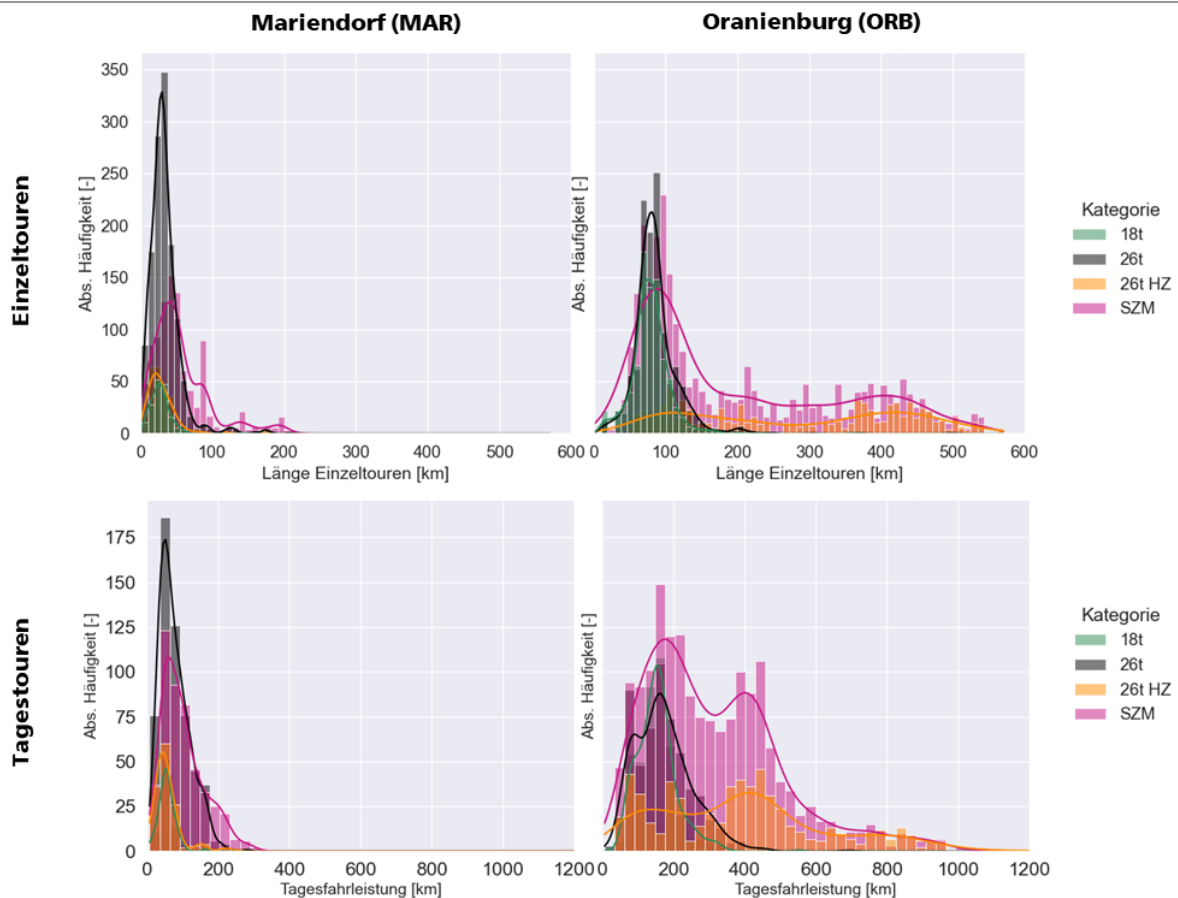 Mariendorf (MAR)
Oranienburg (ORB)
Einzeltouren
Abs. Häufigkeit [-]
350
300
250
200
150
100
50
0
0 100 200 300 400 500 600
Länge Einzeltouren [km]
Abs. Häufigkeit [-]
0 100 200 300 400 500 600
Länge Einzeltouren [km]
Kategorie
18t
26t
26t HZ
SZM
Tagestouren
Abs. Häufigkeit [-]
175
150
125
100
75
50
25
0
0 200 400 600 800 1000 1200
Tagesfahrleistung [km]
Abs. Häufigkeit [-]
0 200 400 600 800 1000 1200
Tagesfahrleistung [km]
Kategorie
18t
26t
26t HZ
SZM